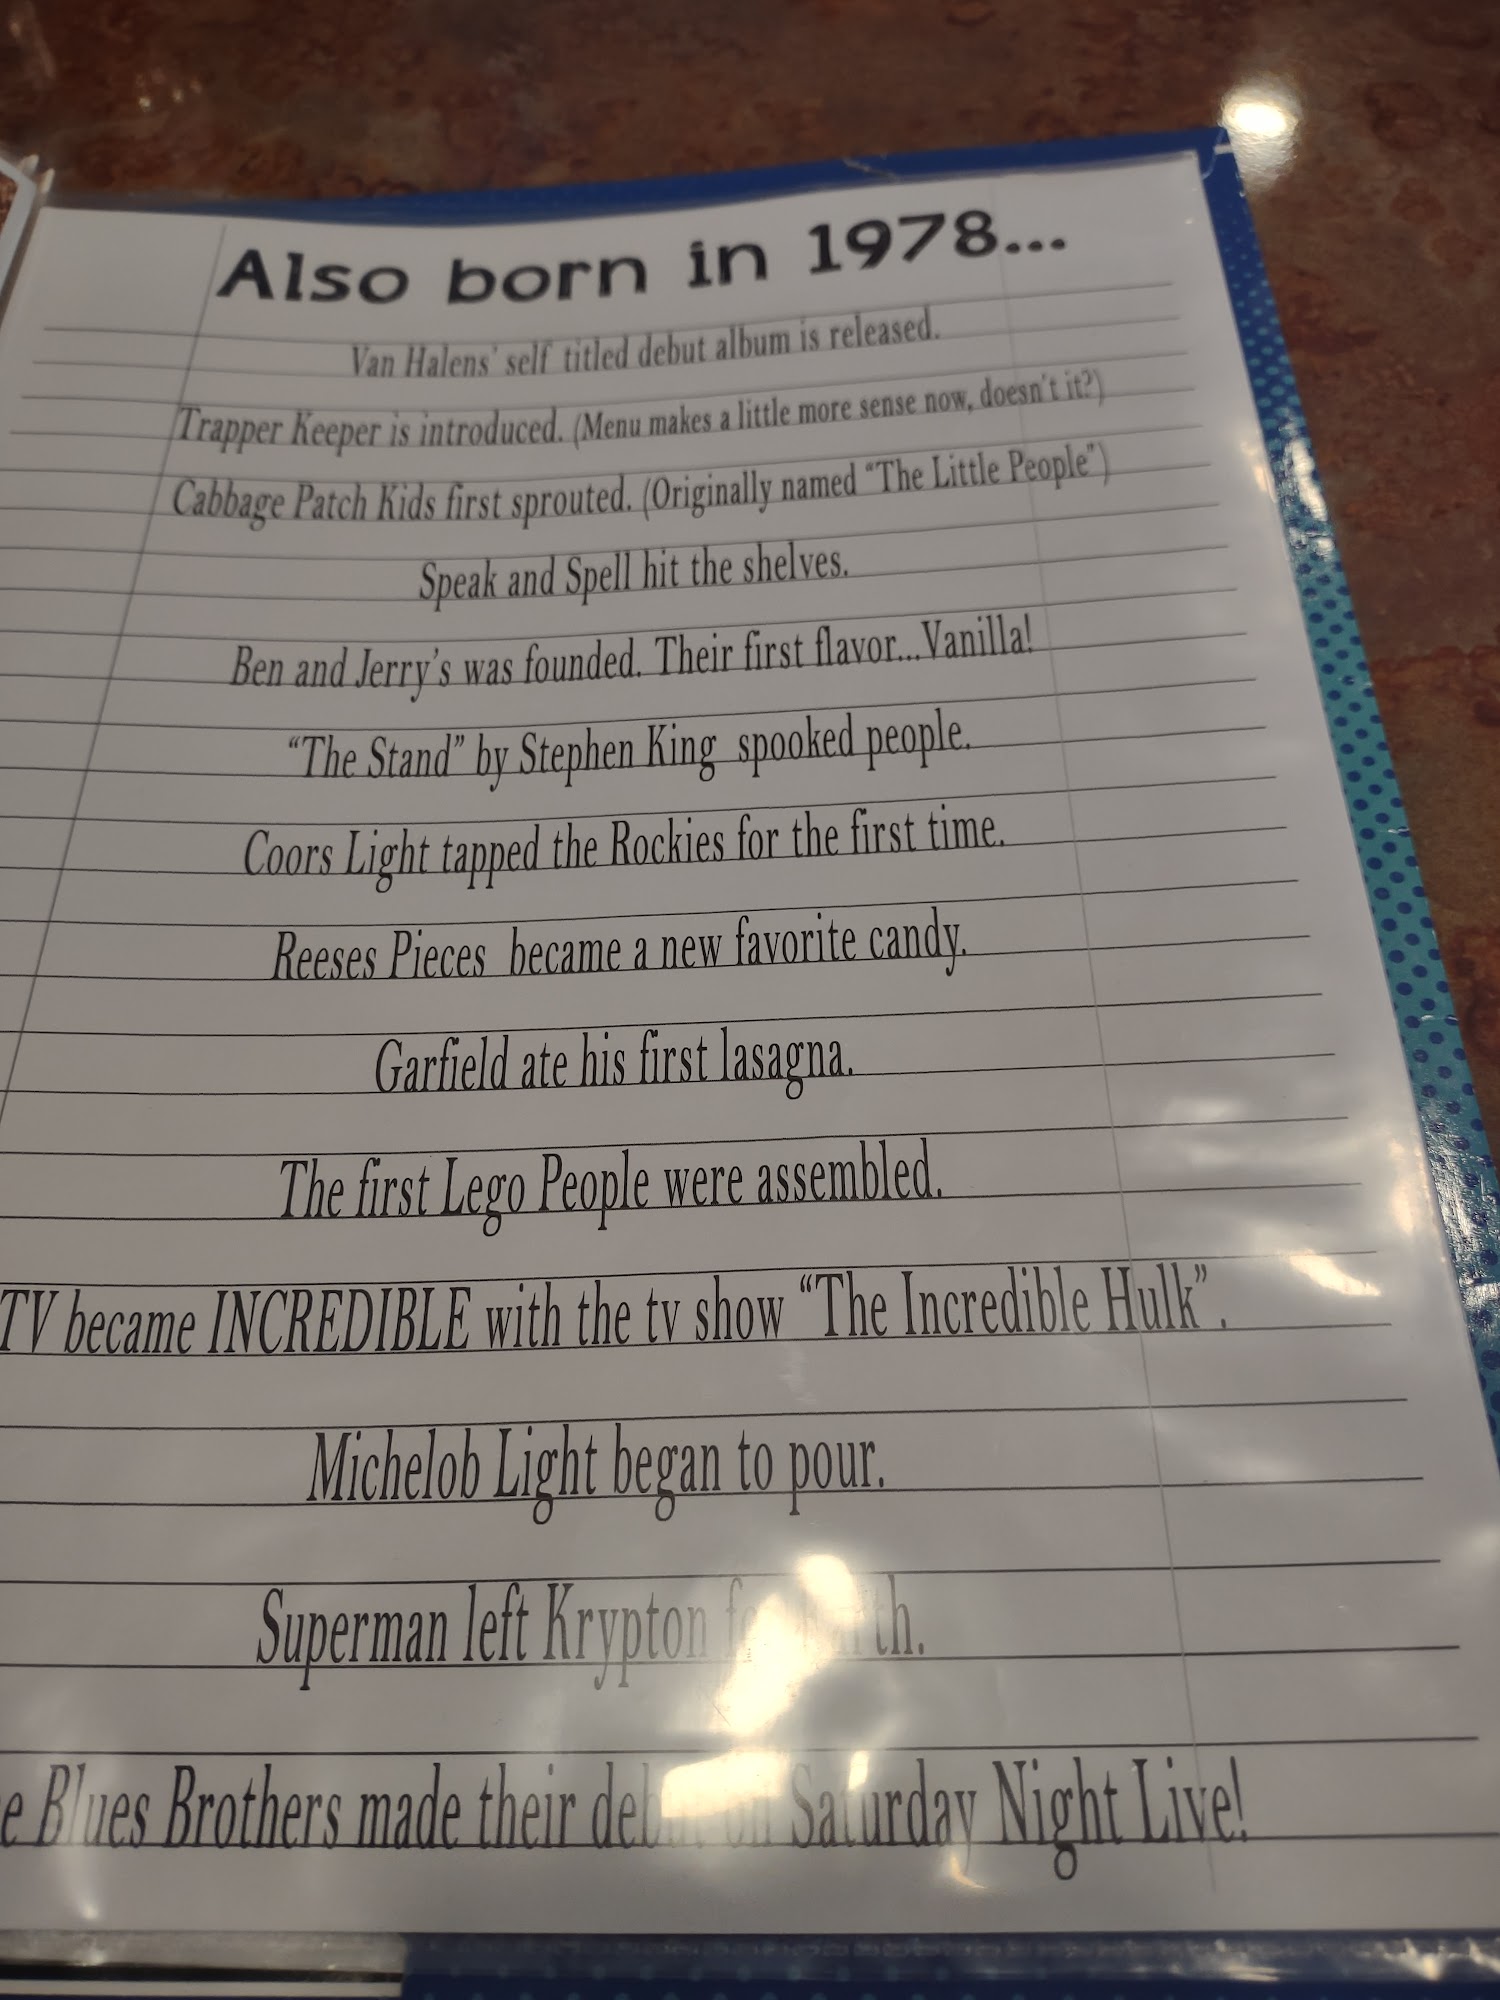 Also born in 1978...
Van Halens' self titled debut album is released.
Trapper Keeper is introduced. (Menu makes a little more sense now, doesn't it?)
Cabbage Patch Kids first sprouted. (Originally named "The Little People")
Speak and Spell hit the shelves.
Ben and Jerry's was founded. Their first flavor...Vanilla!
"The Stand" by Stephen King spooked people.
Coors Light tapped the Rockies for the first time.
Reeses Pieces became a new favorite candy.
Garfield ate his first lasagna.
The first Lego People were assembled.
TV became INCREDIBLE with the tv show "The Incredible Hulk".
Michelob Light began to pour.
Superman left Krypton
Blues Brothers made their debut on Saturday Night Live!